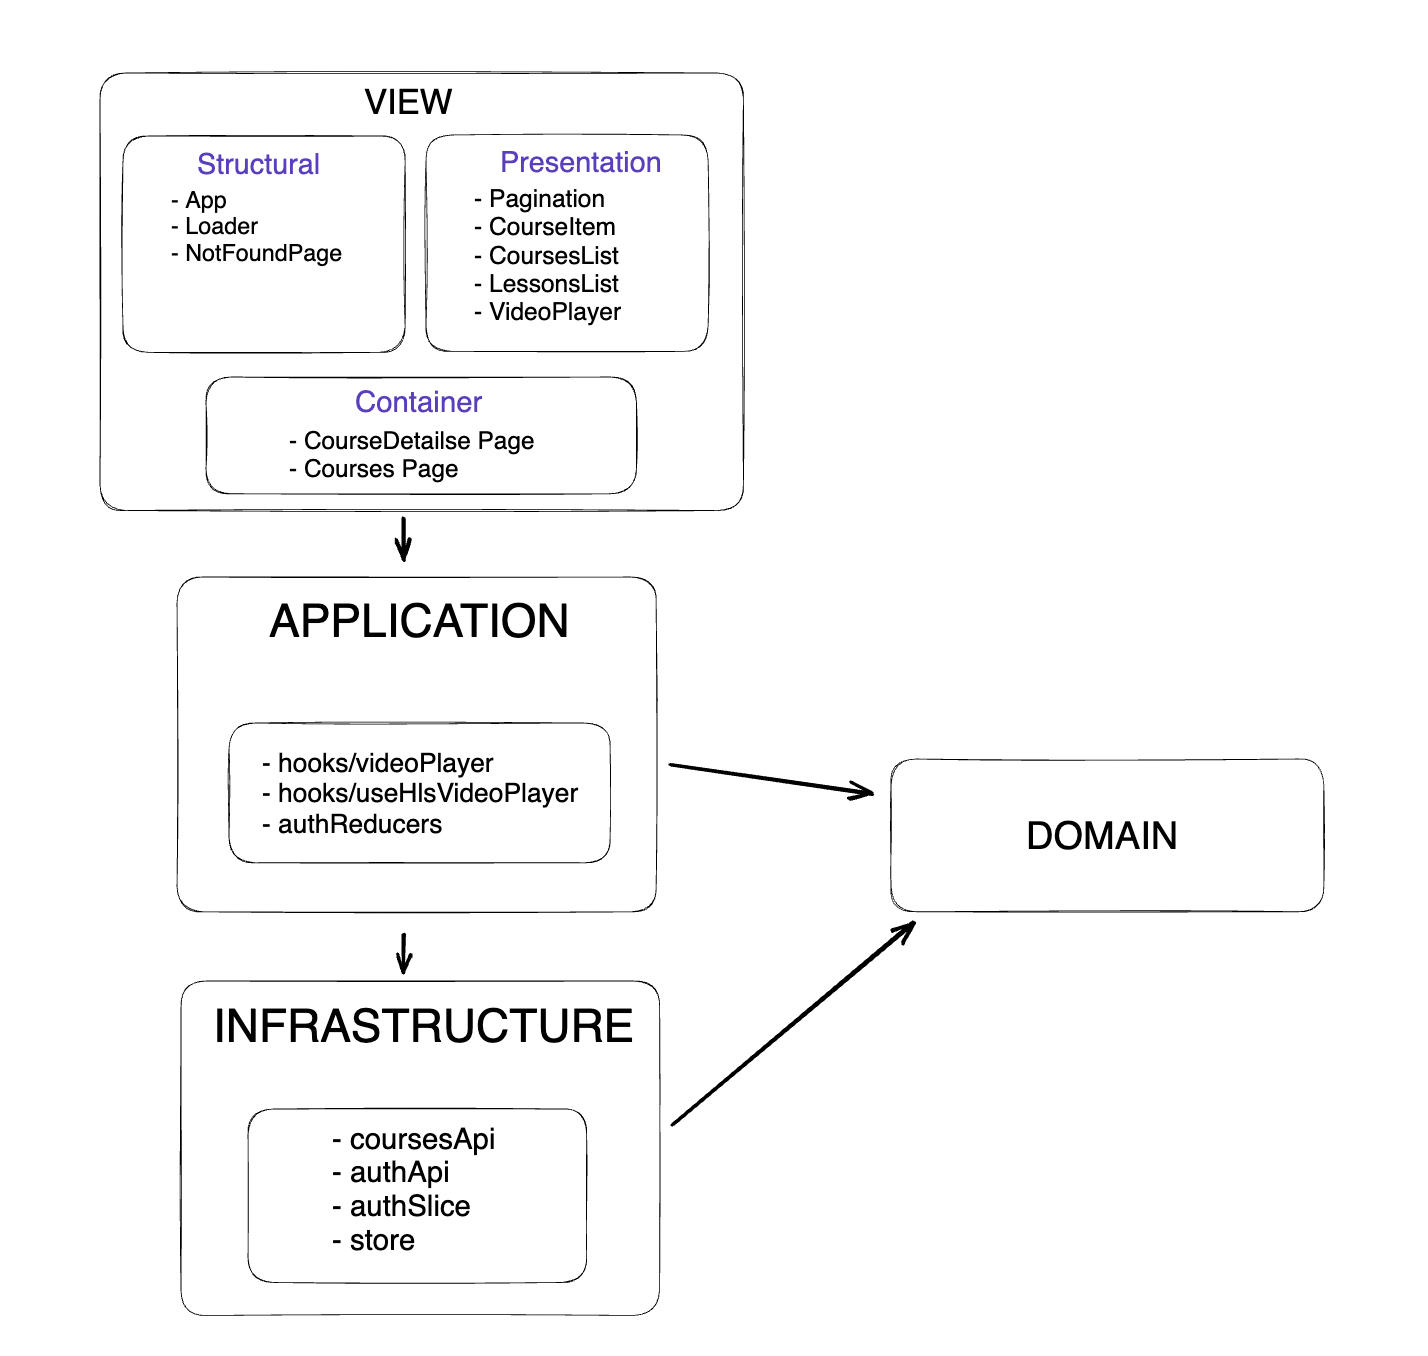 VIEW
Structural
- App
- Loader
- NotFoundPage
Presentation
- Pagination
- CourseItem
- CoursesList
- LessonsList
- VideoPlayer
Container
- CourseDetailse Page
- Courses Page
APPLICATION
- hooks/videoPlayer
- hooks/useHlsVideoPlayer
- authReducers
DOMAIN
INFRASTRUCTURE
- coursesApi
- authApi
- authSlice
- store